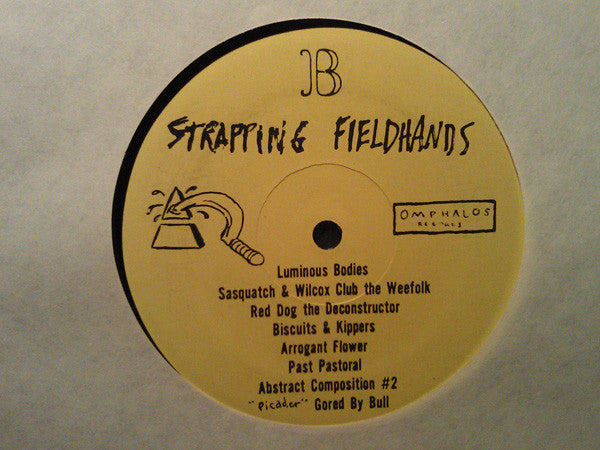 B
STRAPPING FIELDHANDS
OMPHALOS
RECORDS
Luminous Bodies
Sasquatch & Wilcox Club the Weefolk
Red Dog the Deconstructor
Biscuits & Kippers
Arrogant Flower
Past Pastoral
Abstract Composition #2
"Picader" Gored By Bull